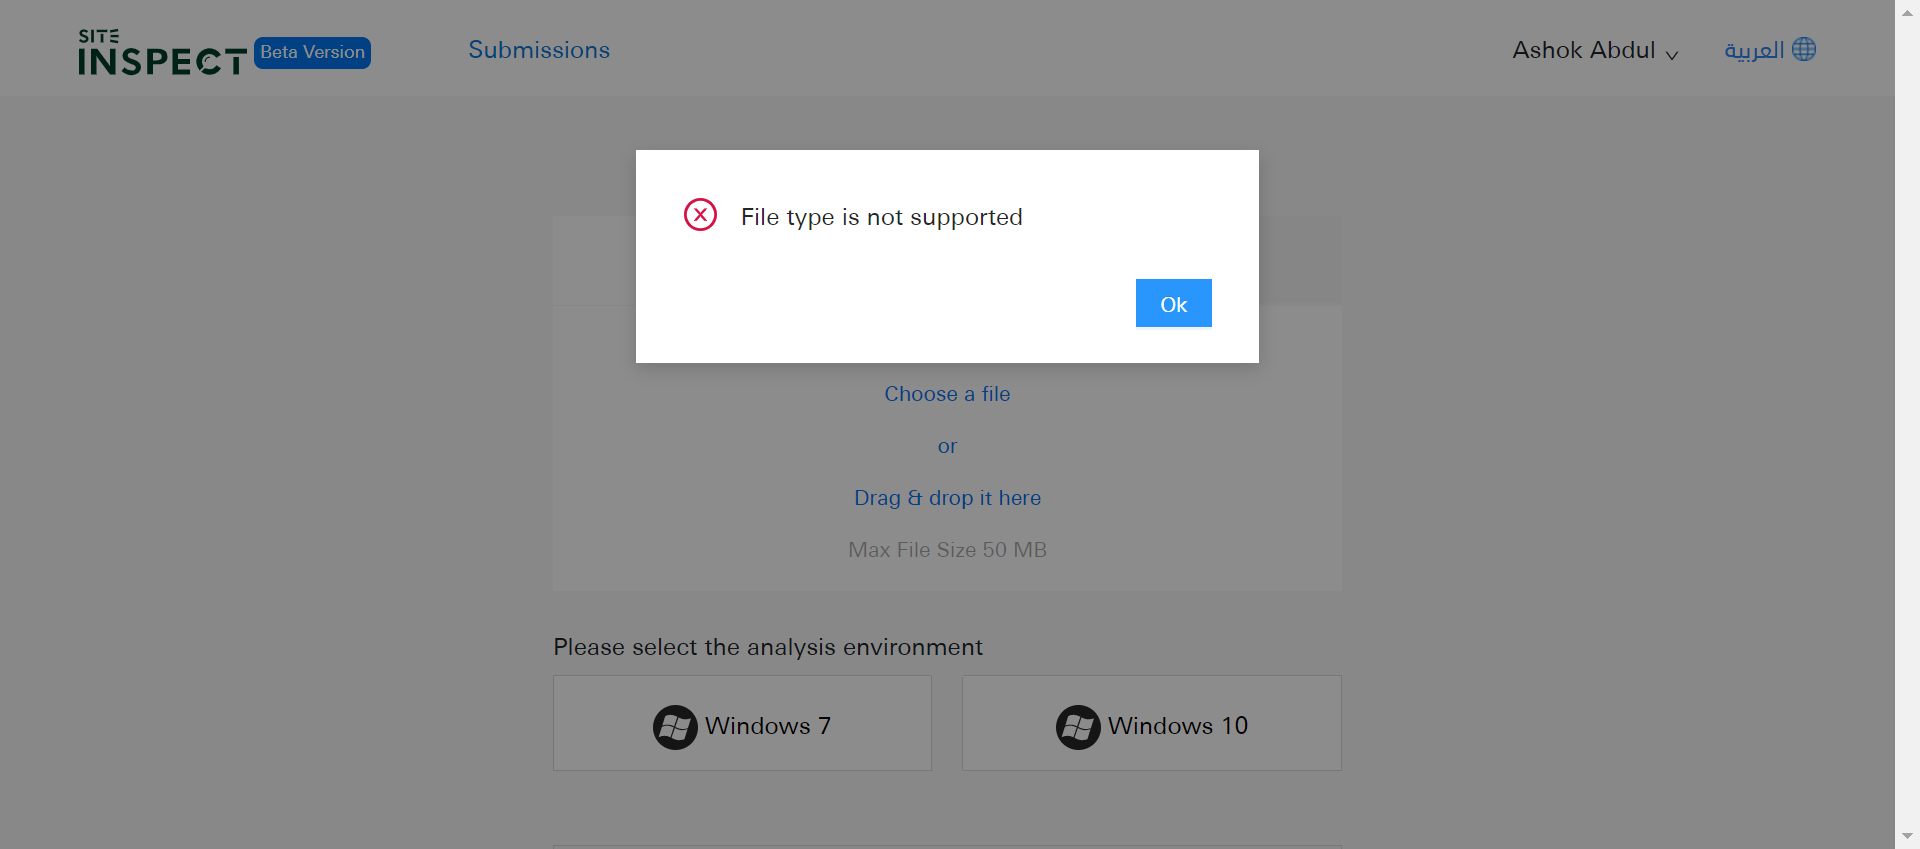 SITE
INSPECT
Beta Version
Submissions
Ashok Abdul
العربية
File type is not supported
Ok
Choose a file
or
Drag & drop it here
Max File Size 50 MB
Please select the analysis environment
Windows 7
Windows 10